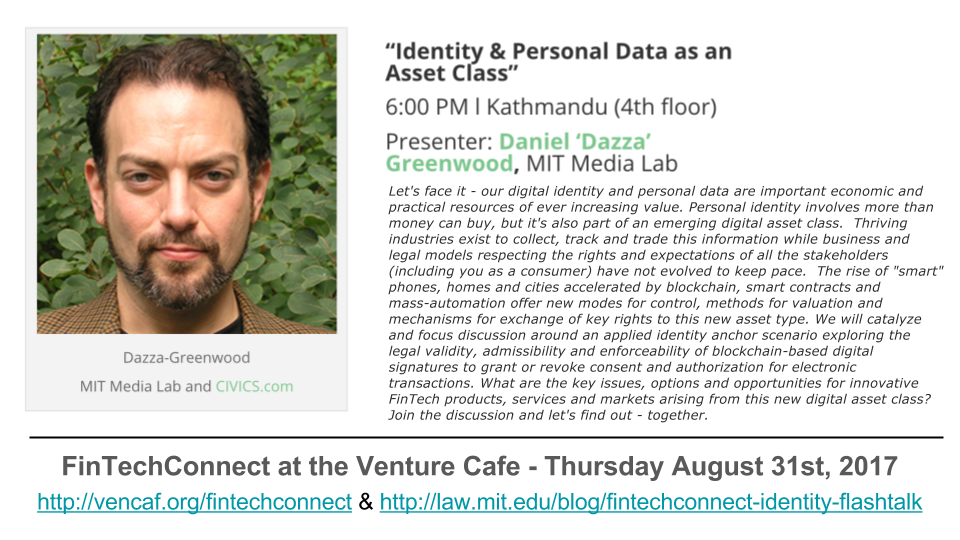 “Identity & Personal Data as an
Asset Class”
6:00 PM l Kathmandu (4th floor)
Presenter: Daniel ‘Dazza’
Greenwood, MIT Media Lab
Let's face it - our digital identity and personal data are important economic and
practical resources of ever increasing value. Personal identity involves more than
money can buy, but it's also part of an emerging digital asset class.  Thriving
industries exist to collect, track and trade this information while business and
legal models respecting the rights and expectations of all the stakeholders
(including you as a consumer) have not evolved to keep pace.  The rise of "smart"
phones, homes and cities accelerated by blockchain, smart contracts and
mass-automation offer new modes for control, methods for valuation and
mechanisms for exchange of key rights to this new asset type. We will catalyze
and focus discussion around an applied identity anchor scenario exploring the
legal validity, admissibility and enforceability of blockchain-based digital
signatures to grant or revoke consent and authorization for electronic
transactions. What are the key issues, options and opportunities for innovative
FinTech products, services and markets arising from this new digital asset class?
Join the discussion and let's find out - together.
Dazza-Greenwood
MIT Media Lab and CIVICS.com
FinTechConnect at the Venture Cafe - Thursday August 31st, 2017
http://vencaf.org/fintechconnect & http://law.mit.edu/blog/fintechconnect-identity-flashtalk